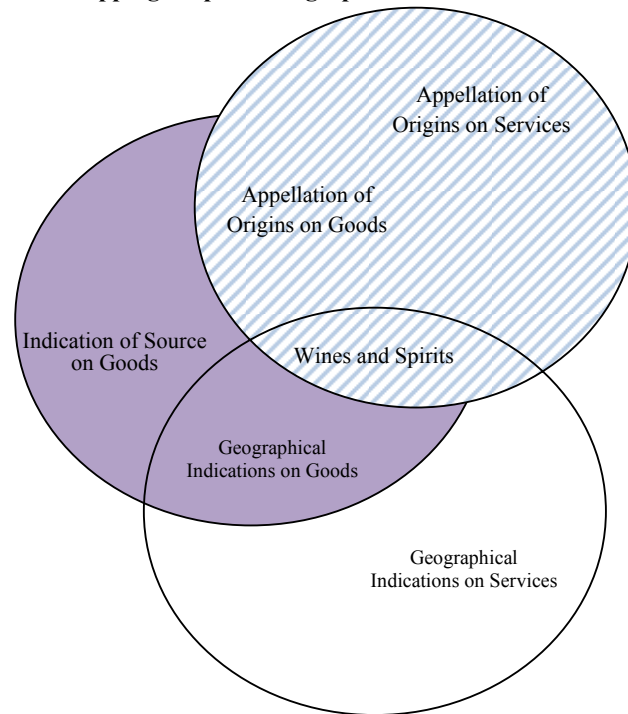 Appellation of
Origins on Services
Appellation of
Origins on Goods
Indication of Source
on Goods
Wines and Spirits
Geographical
Indications on Goods
Geographical
Indications on Services